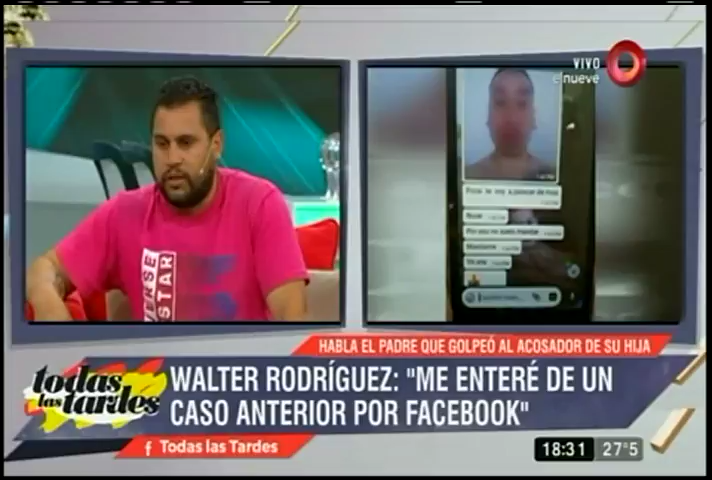 VIVO
elnueve
VERSE
STAR
HABLA EL PADRE QUE GOLPEÓ AL ACOSADOR DE SU HIJA
todas
las tardes
WALTER RODRÍGUEZ: "ME ENTERÉ DE UN
CASO ANTERIOR POR FACEBOOK"
f Todas las Tardes
18:31 27°5